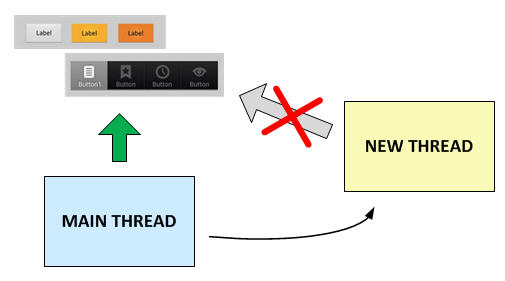 Label Label Label
Button1 Button Button Button
NEW THREAD
MAIN THREAD